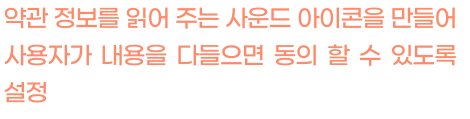 약관 정보를 읽어 주는 사운드 아이콘을 만들어
사용자가 내용을 다들으면 동의 할 수 있도록
설정